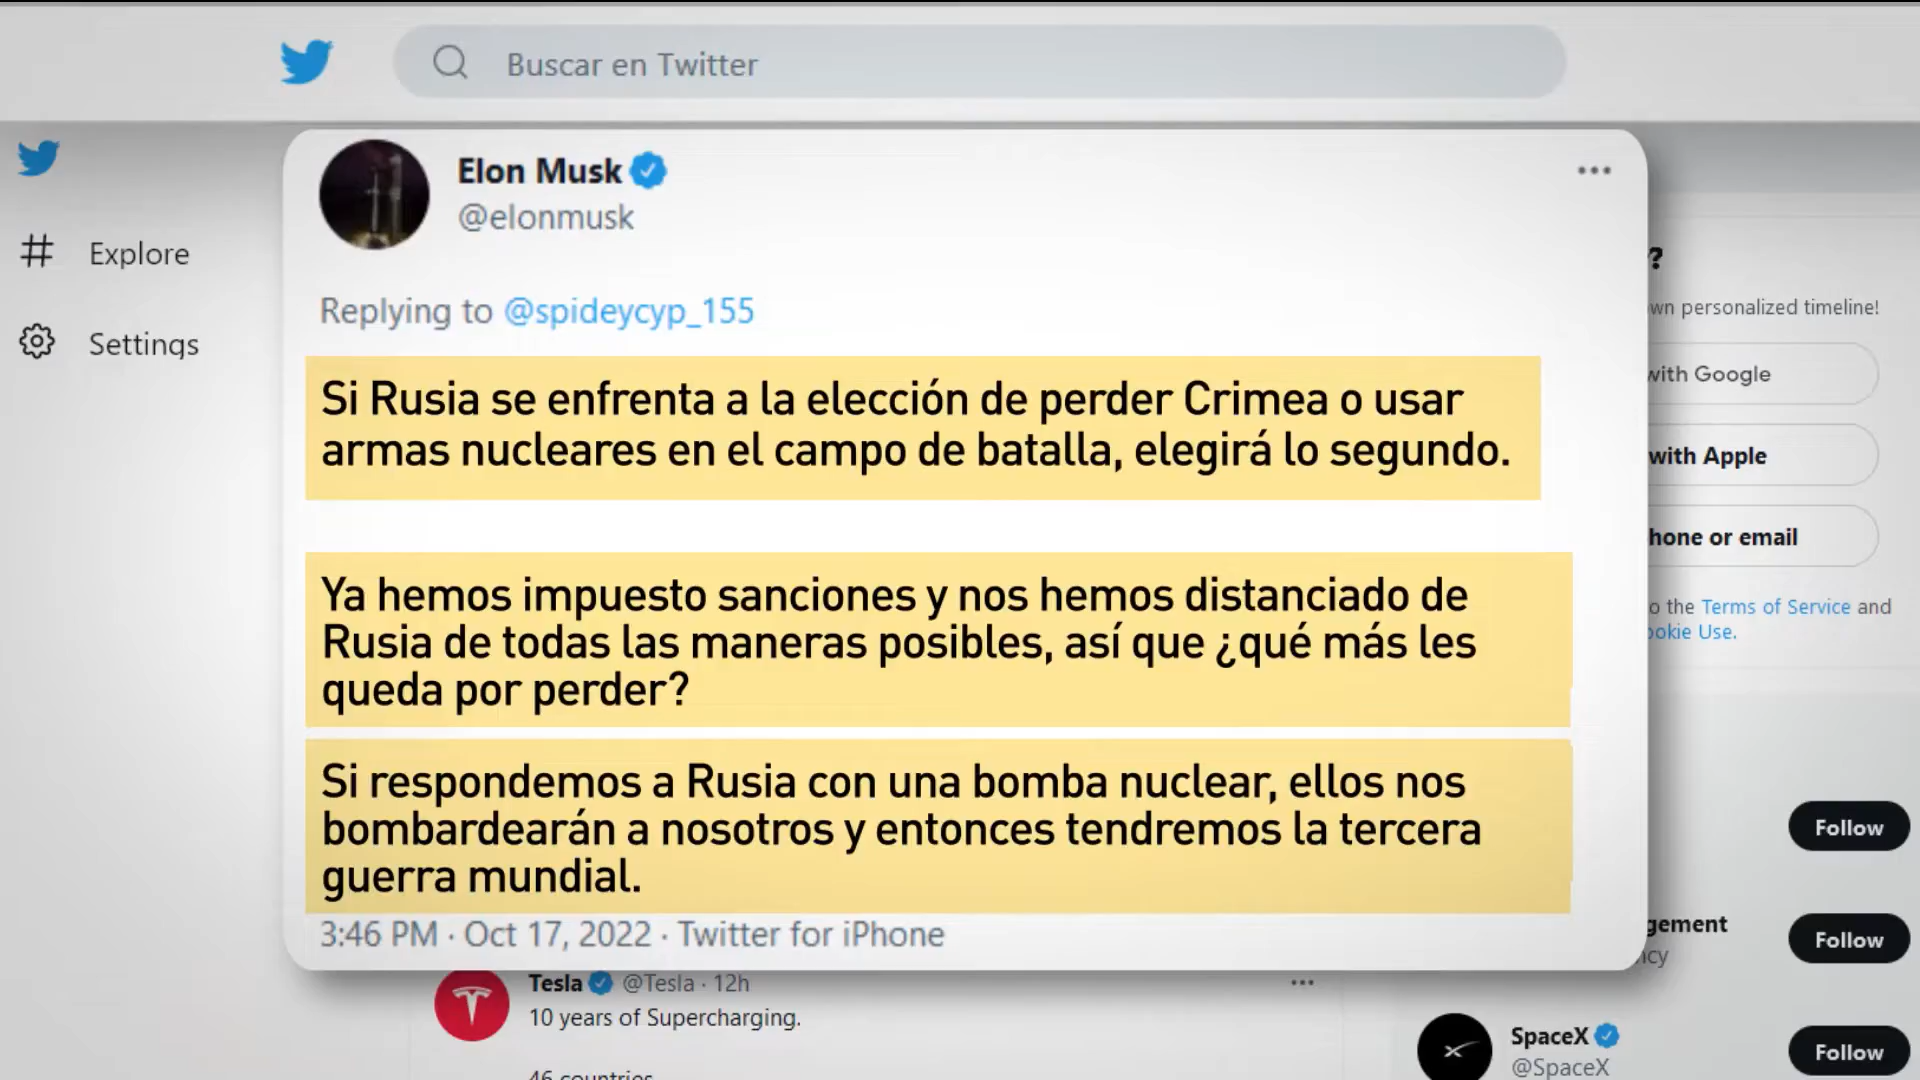 Buscar en Twitter
Elon Musk
@elonmusk
Explore
Settings
Replying to @spideycyp_155
Si Rusia se enfrenta a la elección de perder Crimea o usar
armas nucleares en el campo de batalla, elegirá lo segundo.
Ya hemos impuesto sanciones y nos hemos distanciado de
Rusia de todas las maneras posibles, así que ¿qué más les
queda por perder?
Si respondemos a Rusia con una bomba nuclear, ellos nos
bombardearán a nosotros y entonces tendremos la tercera
guerra mundial.
3:46 PM · Oct 17, 2022 · Twitter for iPhone
?
personalized timeline!
with Google
with Apple
or email
the Terms of Service and
Use.
Follow
Follow
Tesla @Tesla · 12h
10 years of Supercharging.
46 countries
SpaceX
@SpaceX
Follow